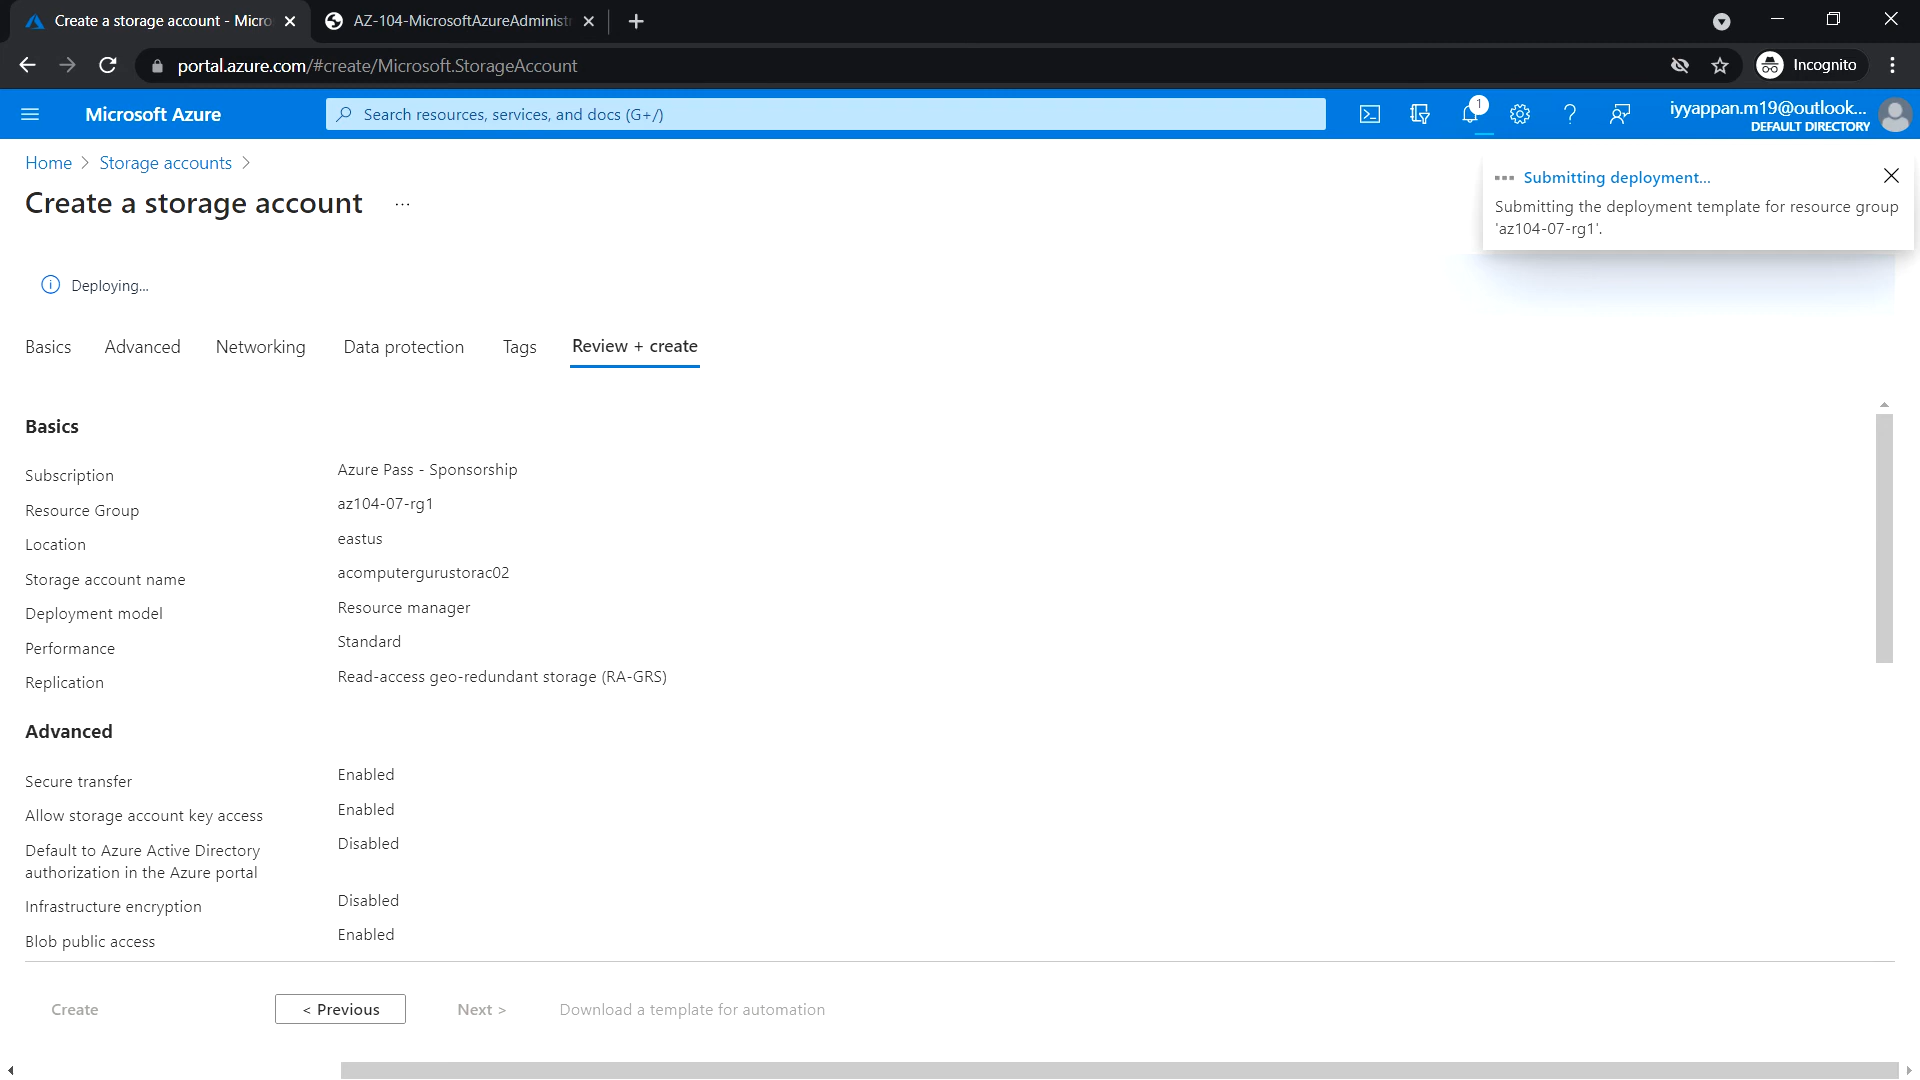 Create a storage account - Micro
AZ-104-MicrosoftAzureAdministr
portal.azure.com/#create/Microsoft.StorageAccount
Incognito
Microsoft Azure
Search resources, services, and docs (G+/)
1
iyyappan.m19@outlook...
DEFAULT DIRECTORY
Home > Storage accounts >
Create a storage account ...
Submitting deployment...
Submitting the deployment template for resource group
'az104-07-rg1'.
Deploying...
Basics Advanced Networking Data protection Tags Review + create
Basics
Subscription Azure Pass - Sponsorship
Resource Group az104-07-rg1
Location eastus
Storage account name acomputergurustorac02
Deployment model Resource manager
Performance Standard
Replication Read-access geo-redundant storage (RA-GRS)
Advanced
Secure transfer Enabled
Allow storage account key access Enabled
Default to Azure Active Directory Disabled
authorization in the Azure portal
Infrastructure encryption Disabled
Blob public access Enabled
Create < Previous Next > Download a template for automation